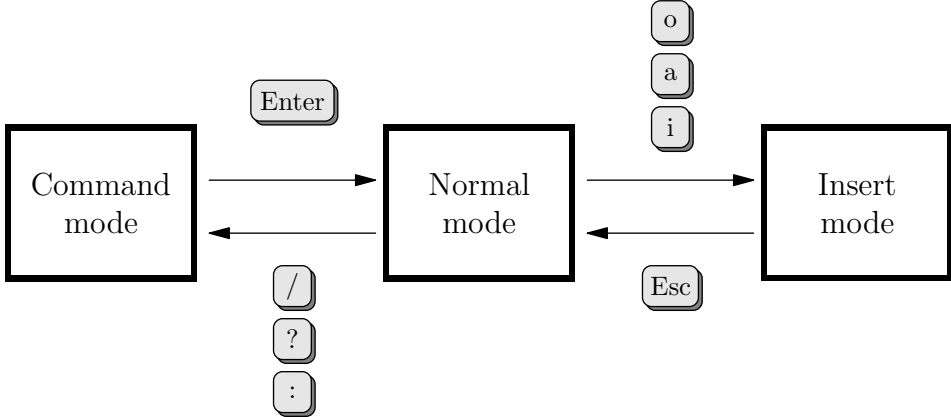 o
a
Enter
i
Command
mode
Normal
mode
Insert
mode
/
Esc
?
: